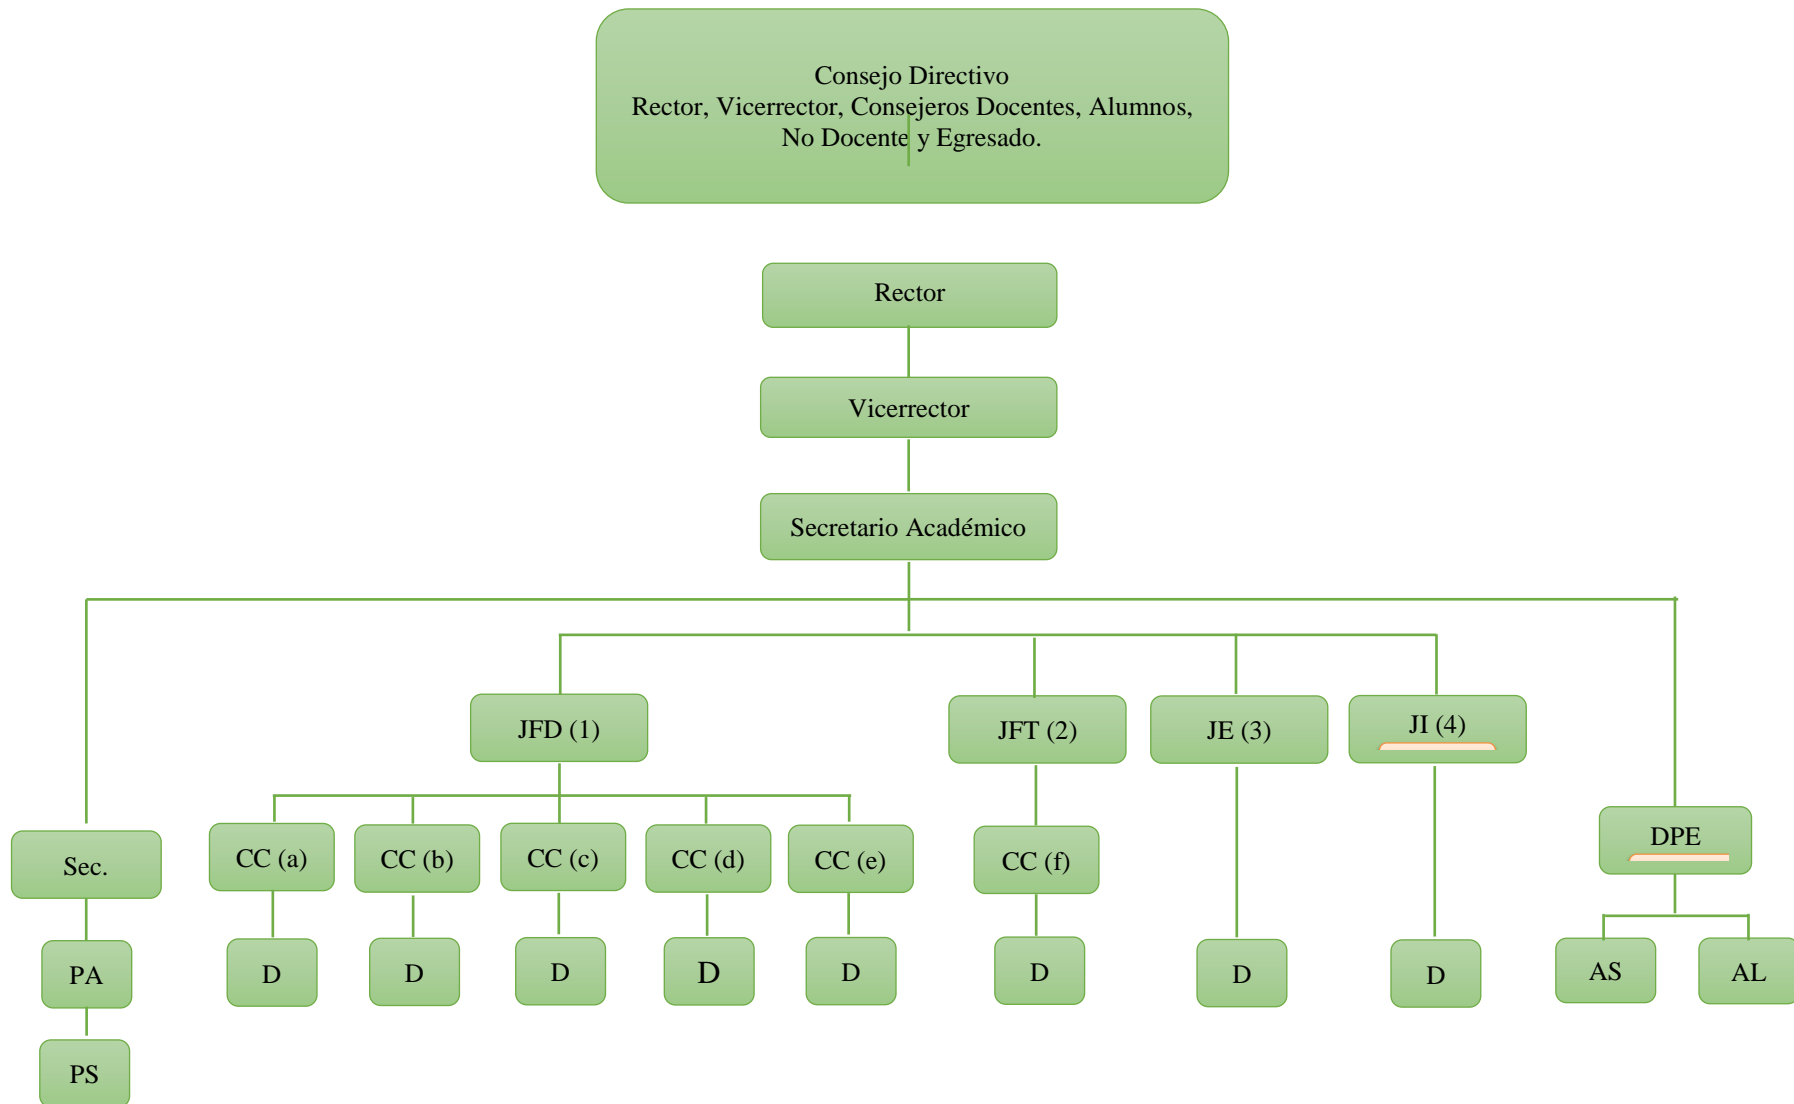 Consejo Directivo
Rector, Vicerrector, Consejeros Docentes, Alumnos,
No Docente y Egresado.
Rector
Vicerrector
Secretario Académico
JFD (1)
JFT (2)
JE (3)
JI (4)
Sec.
CC (a)
CC (b)
CC (c)
CC (d)
CC (e)
CC (f)
DPE
PA
D
D
D
D
D
D
D
D
AS
AL
PS